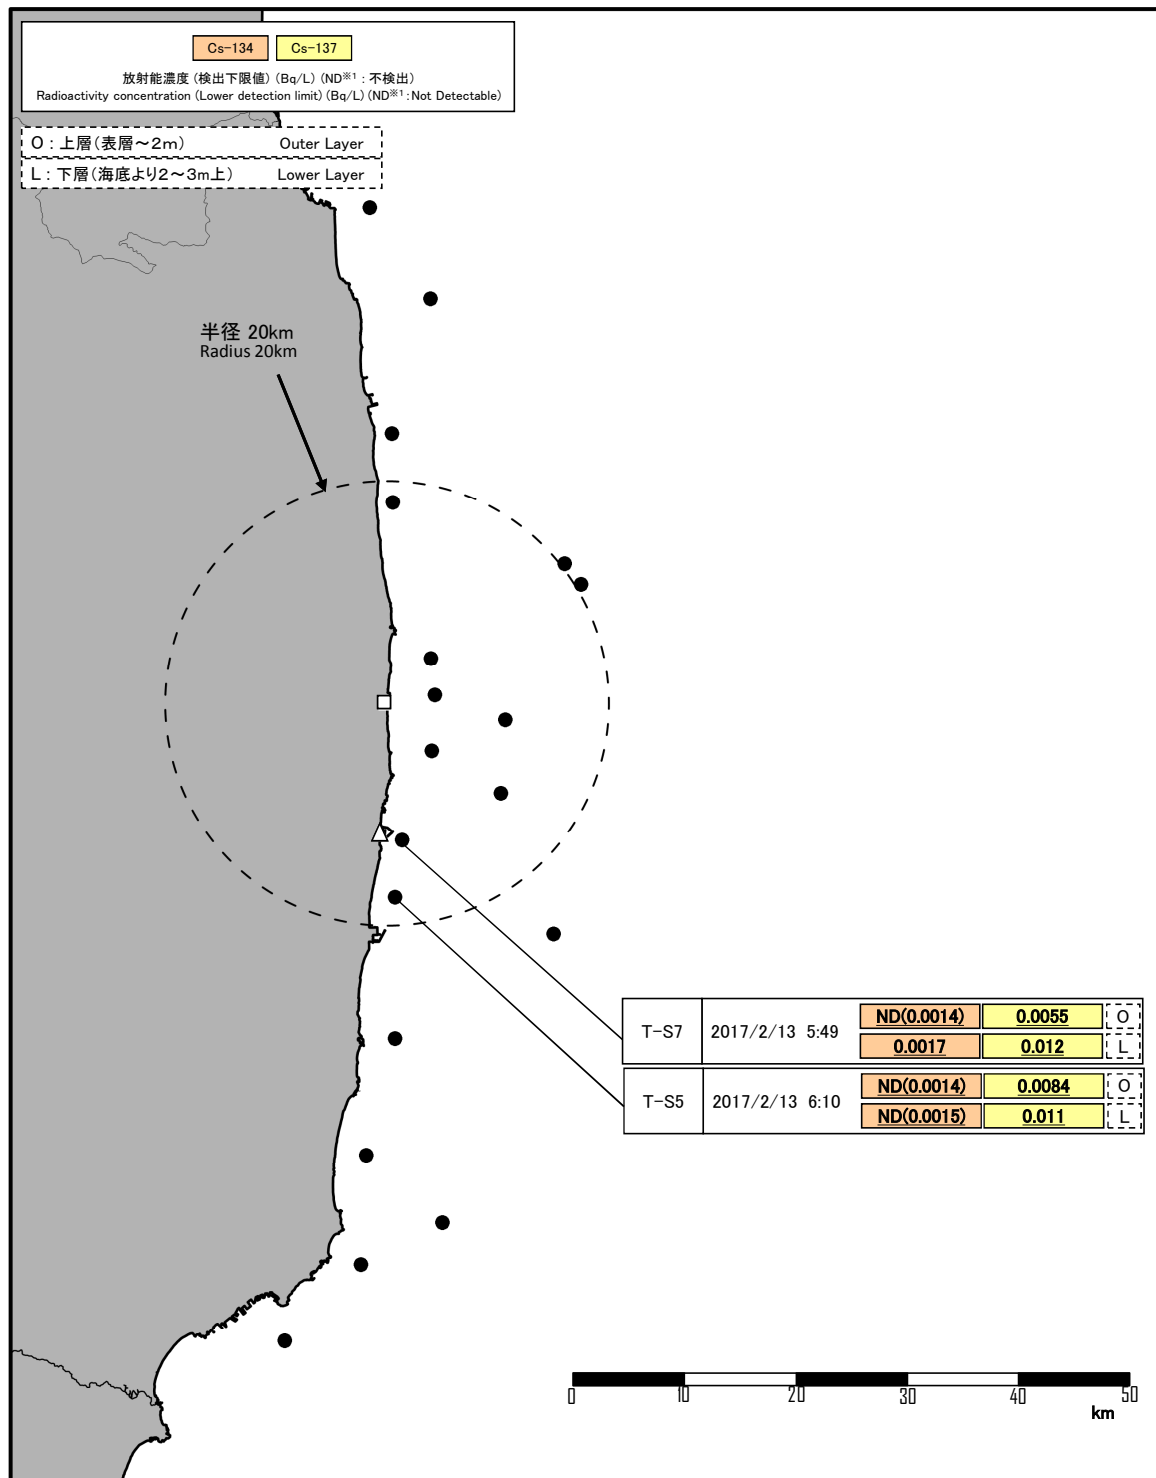 Cs-134 Cs-137
放射能濃度 (検出下限値) (Bq/L) (ND※1 : 不検出)
Radioactivity concentration (Lower detection limit) (Bq/L) (ND※1 : Not Detectable)
O : 上層(表層～2m) Outer Layer
L : 下層(海底より2～3m上) Lower Layer
半径 20km
Radius 20km
T-S7 2017/2/13 5:49 ND(0.0014) 0.0055 O
0.0017 0.012 L
T-S5 2017/2/13 6:10 ND(0.0014) 0.0084 O
ND(0.0015) 0.011 L
0 10 20 30 40 50
km